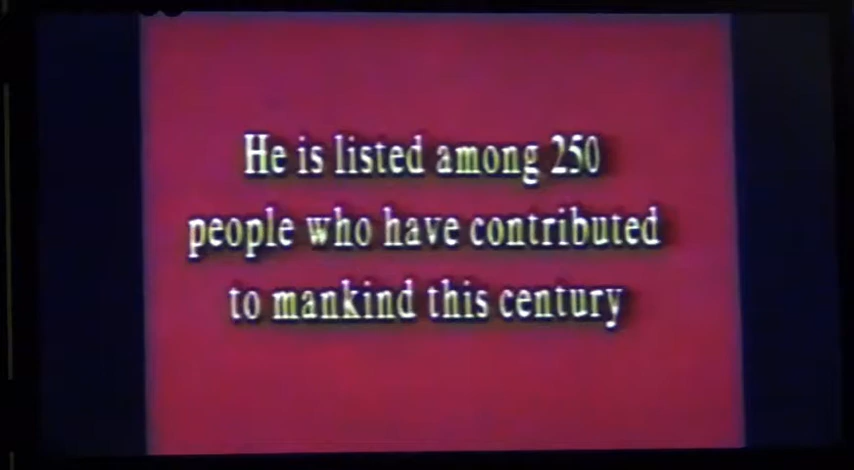 He is listed among 250
people who have contributed
to mankind this century